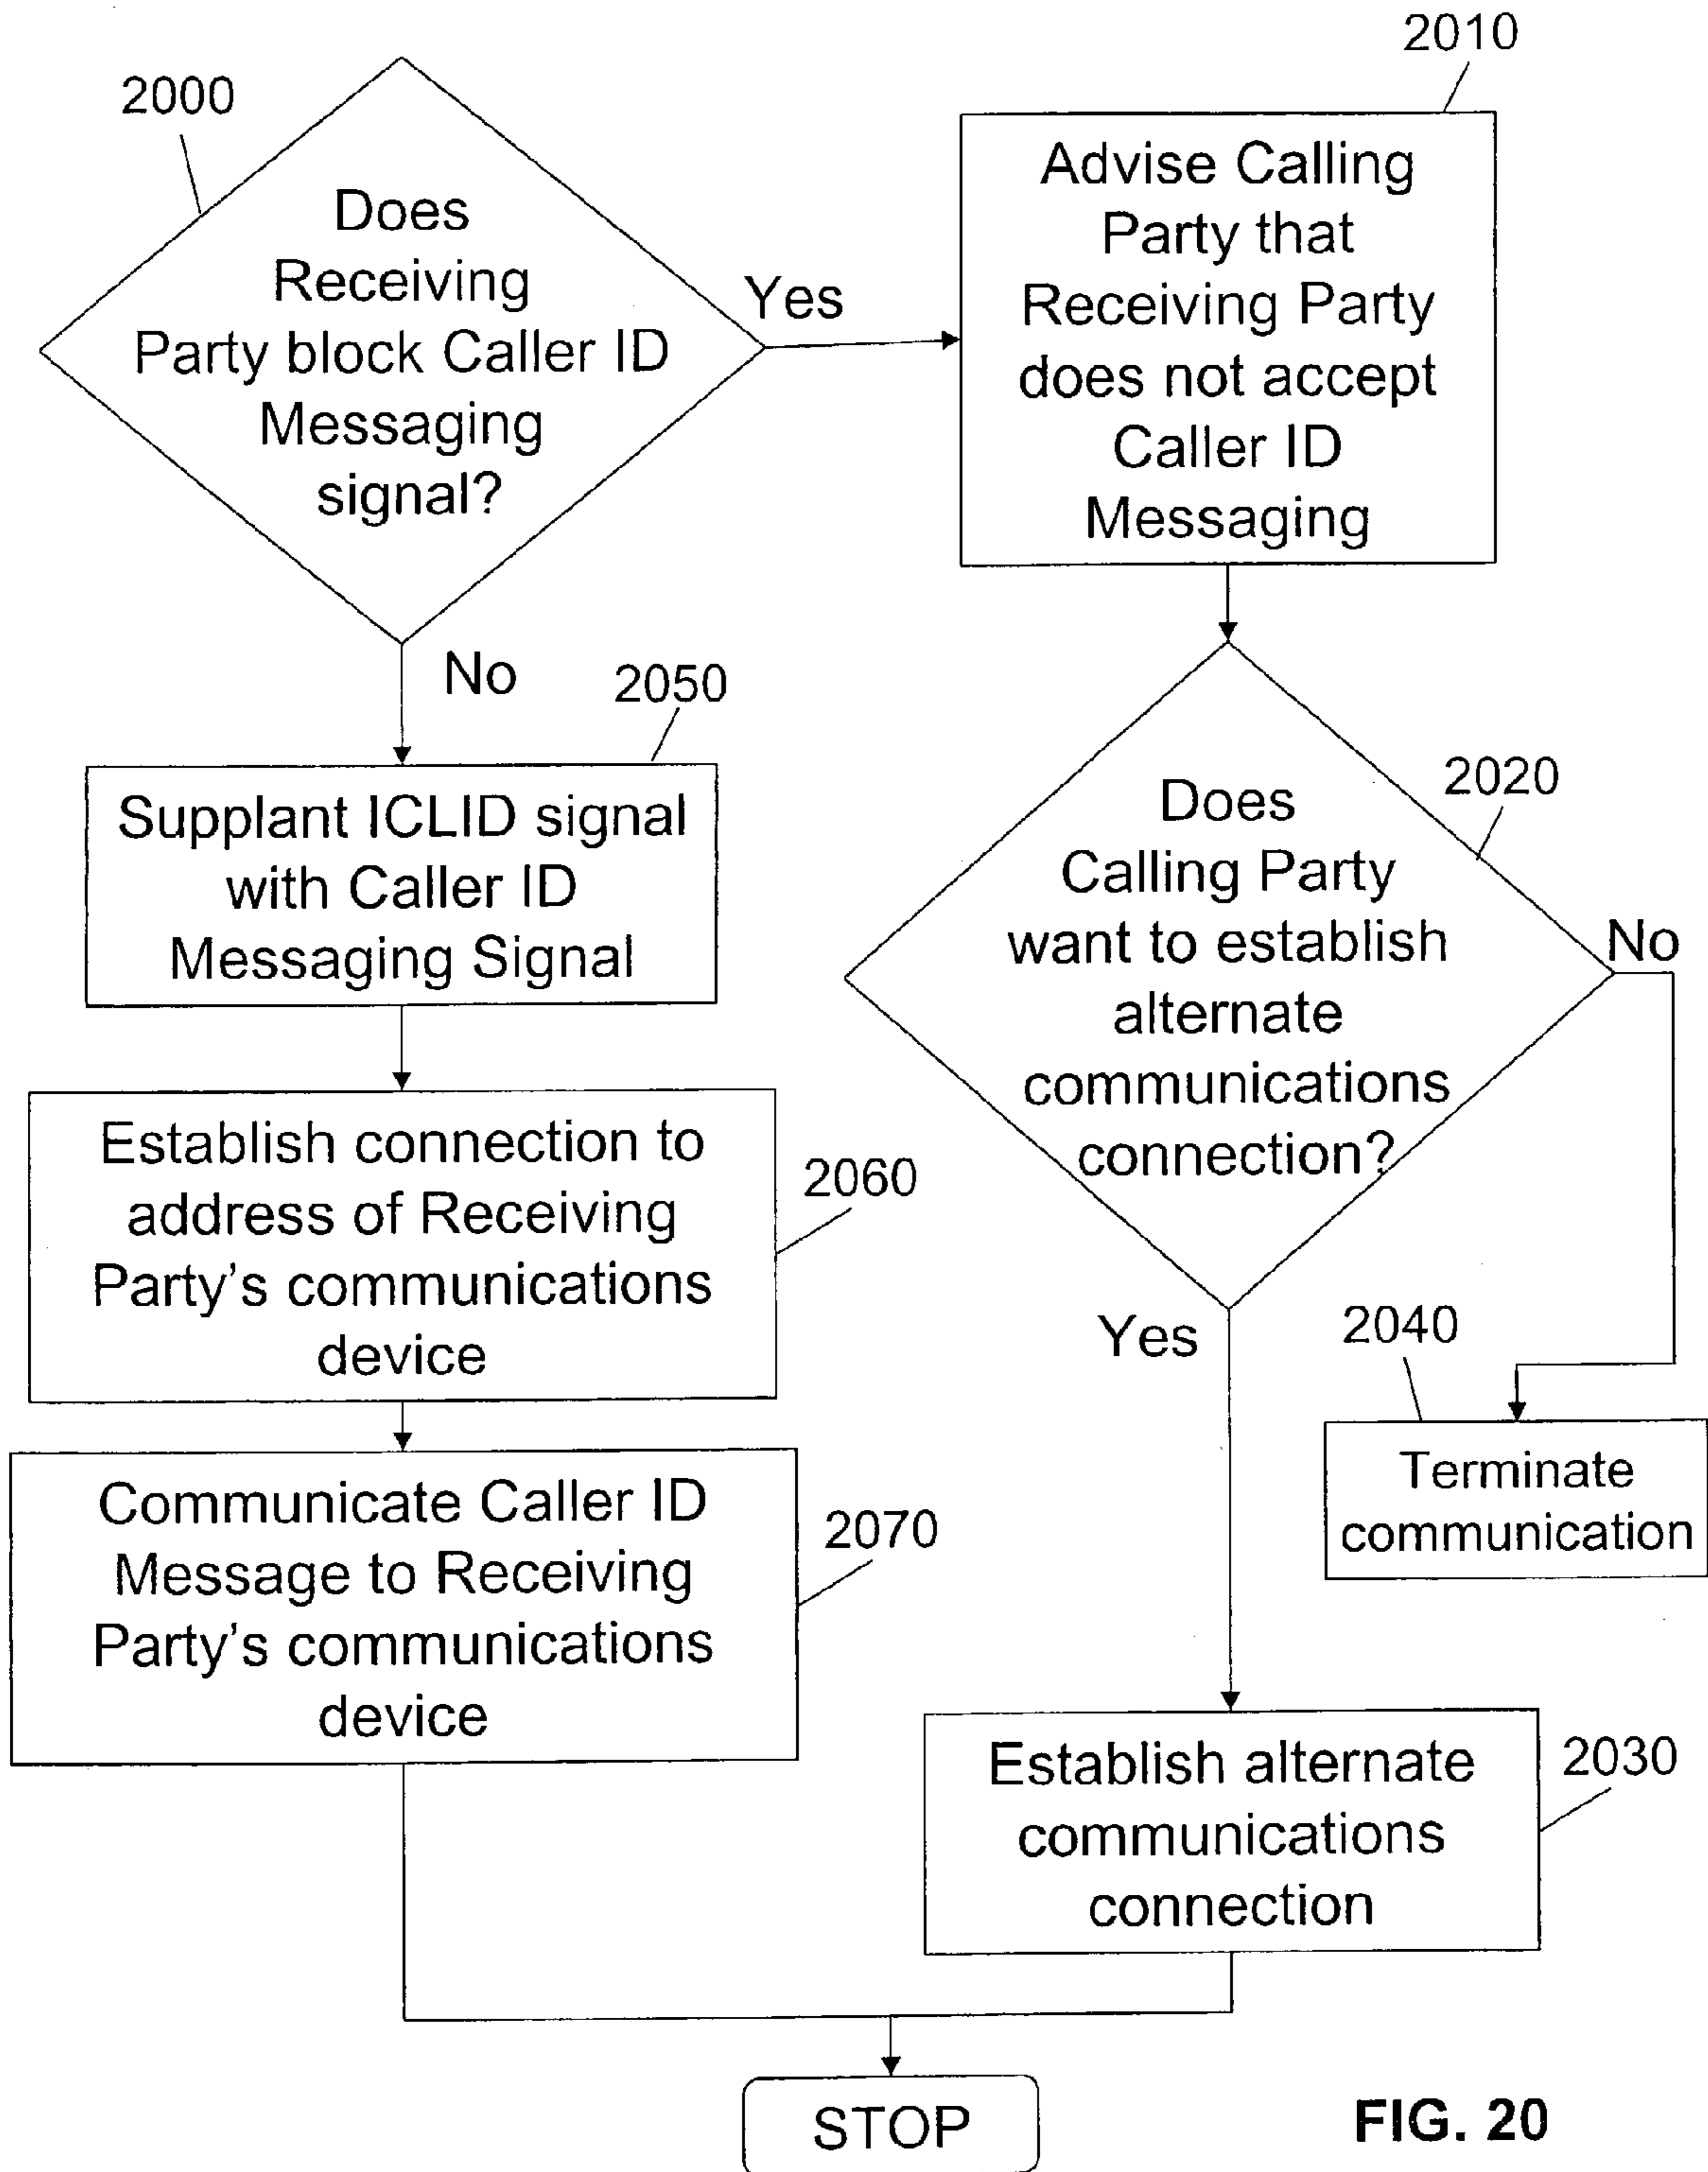 2000
Does
Receiving
Party block Caller ID
Messaging
signal?
Yes
No
2010
Advise Calling
Party that
Receiving Party
does not accept
Caller ID
Messaging
2050
Supplant ICLID signal
with Caller ID
Messaging Signal
2020
Does
Calling Party
want to establish
alternate
communications
connection?
No
Yes
2060
Establish connection to
address of Receiving
Party's communications
device
2040
Terminate
communication
2070
Communicate Caller ID
Message to Receiving
Party's communications
device
2030
Establish alternate
communications
connection
STOP
FIG. 20